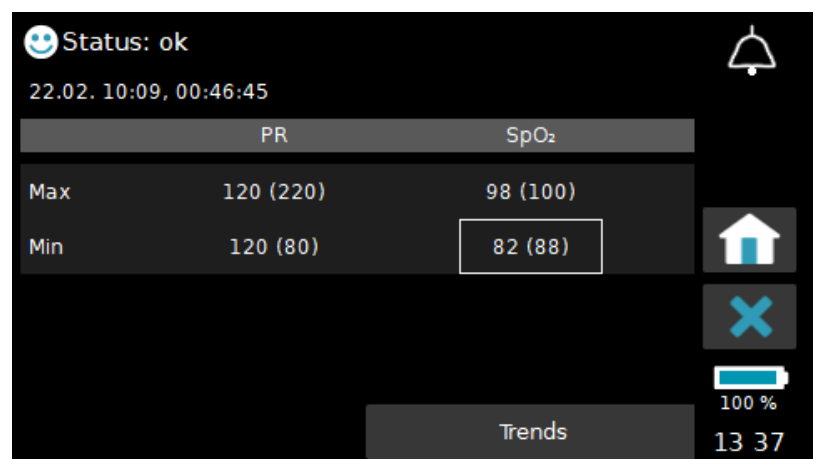 Status: ok
22.02. 10:09, 00:46:45
PR SpO₂
Max 120 (220) 98 (100)
Min 120 (80) 82 (88)
100 %
Trends
13 37